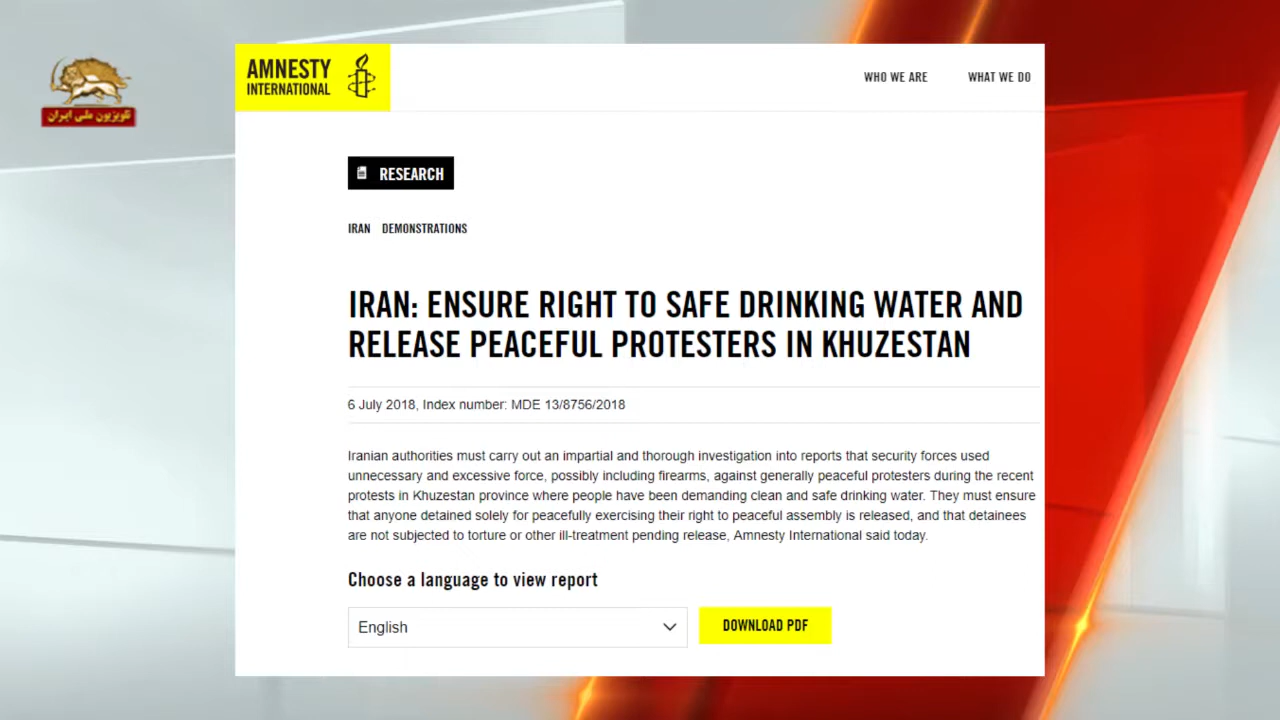 تلویزیون ملی ایران
AMNESTY
INTERNATIONAL
WHO WE ARE
WHAT WE DO
RESEARCH
IRAN DEMONSTRATIONS
IRAN: ENSURE RIGHT TO SAFE DRINKING WATER AND
RELEASE PEACEFUL PROTESTERS IN KHUZESTAN
6 July 2018, Index number: MDE 13/8756/2018
Iranian authorities must carry out an impartial and thorough investigation into reports that security forces used
unnecessary and excessive force, possibly including firearms, against generally peaceful protesters during the recent
protests in Khuzestan province where people have been demanding clean and safe drinking water. They must ensure
that anyone detained solely for peacefully exercising their right to peaceful assembly is released, and that detainees
are not subjected to torture or other ill-treatment pending release, Amnesty International said today.
Choose a language to view report
English
DOWNLOAD PDF